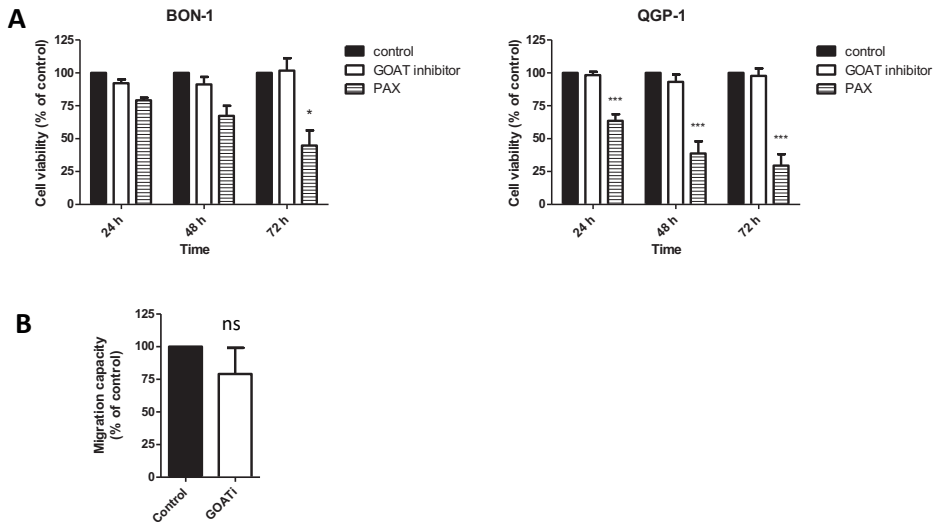 A
BON-1
Cell viability (% of control)
125
100
75
50
25
0
*
24 h
48 h
72 h
Time
control
GOAT inhibitor
PAX
QGP-1
Cell viability (% of control)
125
100
75
50
25
0
***
***
***
24 h
48 h
72 h
Time
control
GOAT inhibitor
PAX
B
Migration capacity
(% of control)
125
100
75
50
25
0
ns
Control
GOATi